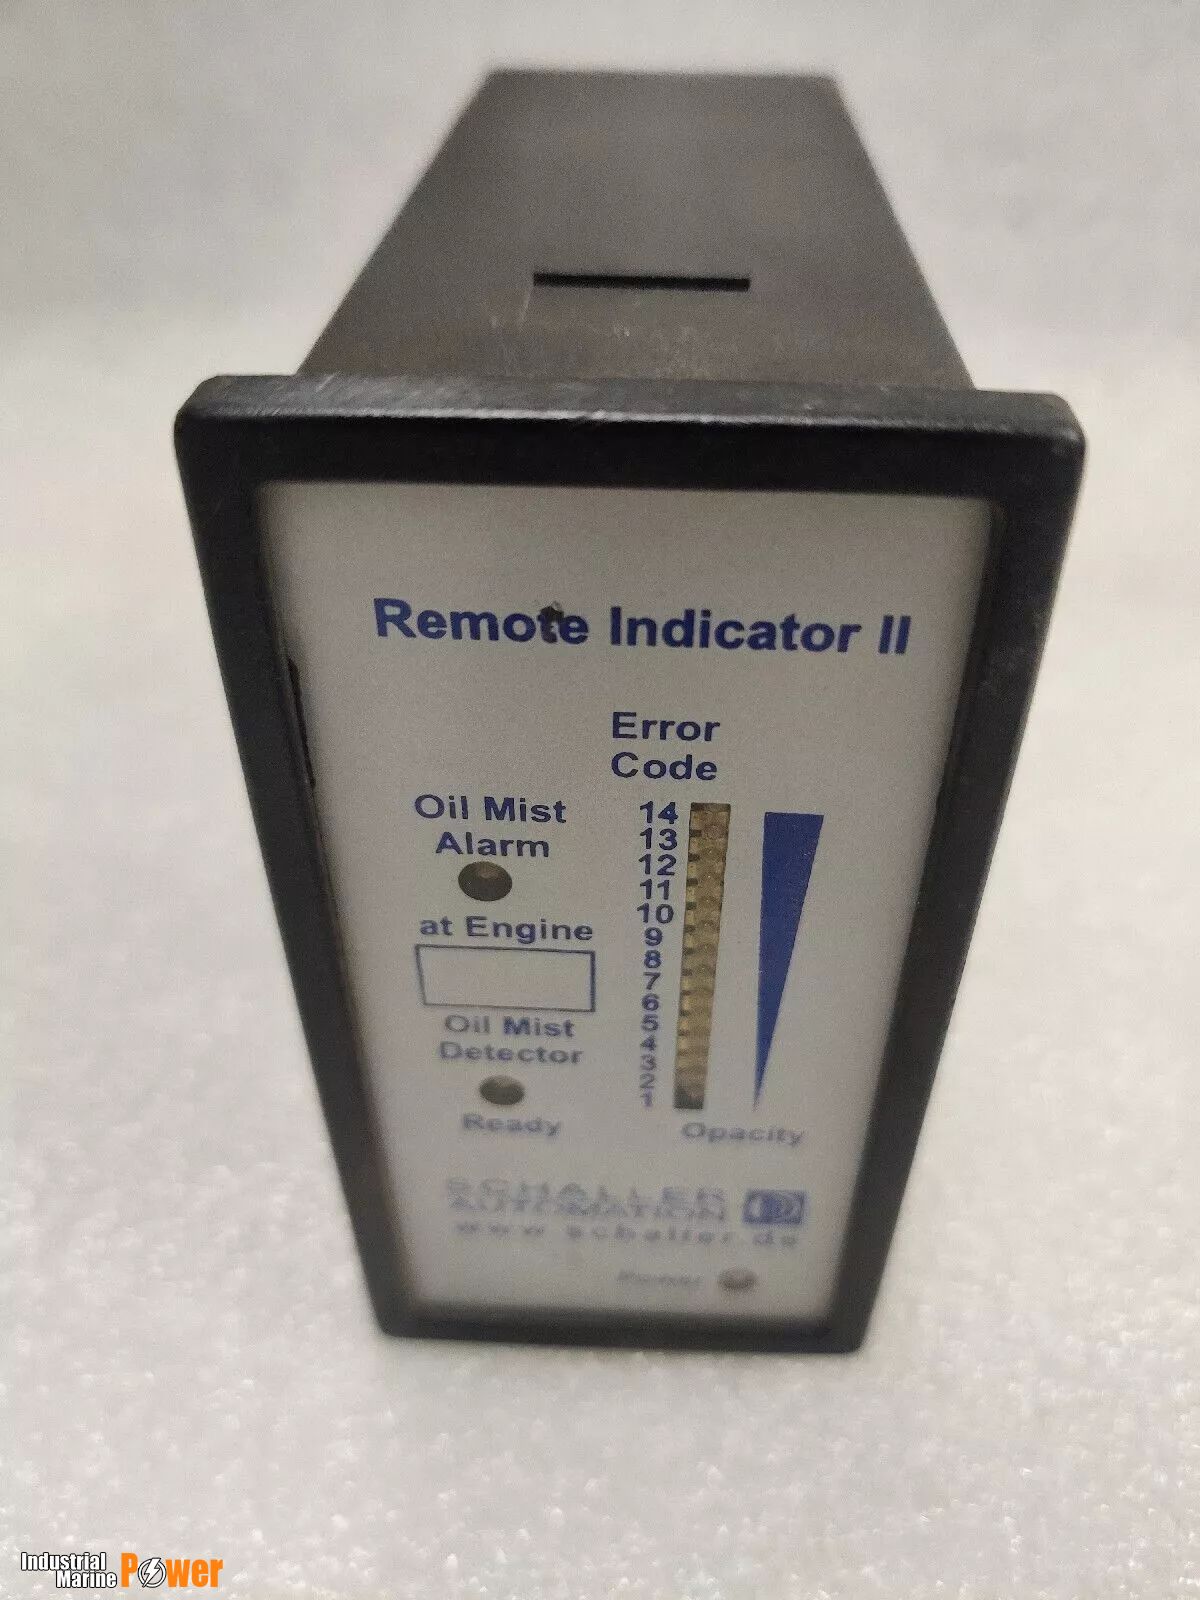 Remote Indicator II
Error
Code
Oil Mist
Alarm
at Engine
Oil Mist
Detector
Ready
14
13
12
11
10
9
8
7
6
5
4
3
2
1
Opacity
SCHALLER
AUTOMATION
www.schaller.de
Power
Industrial
Marine Power